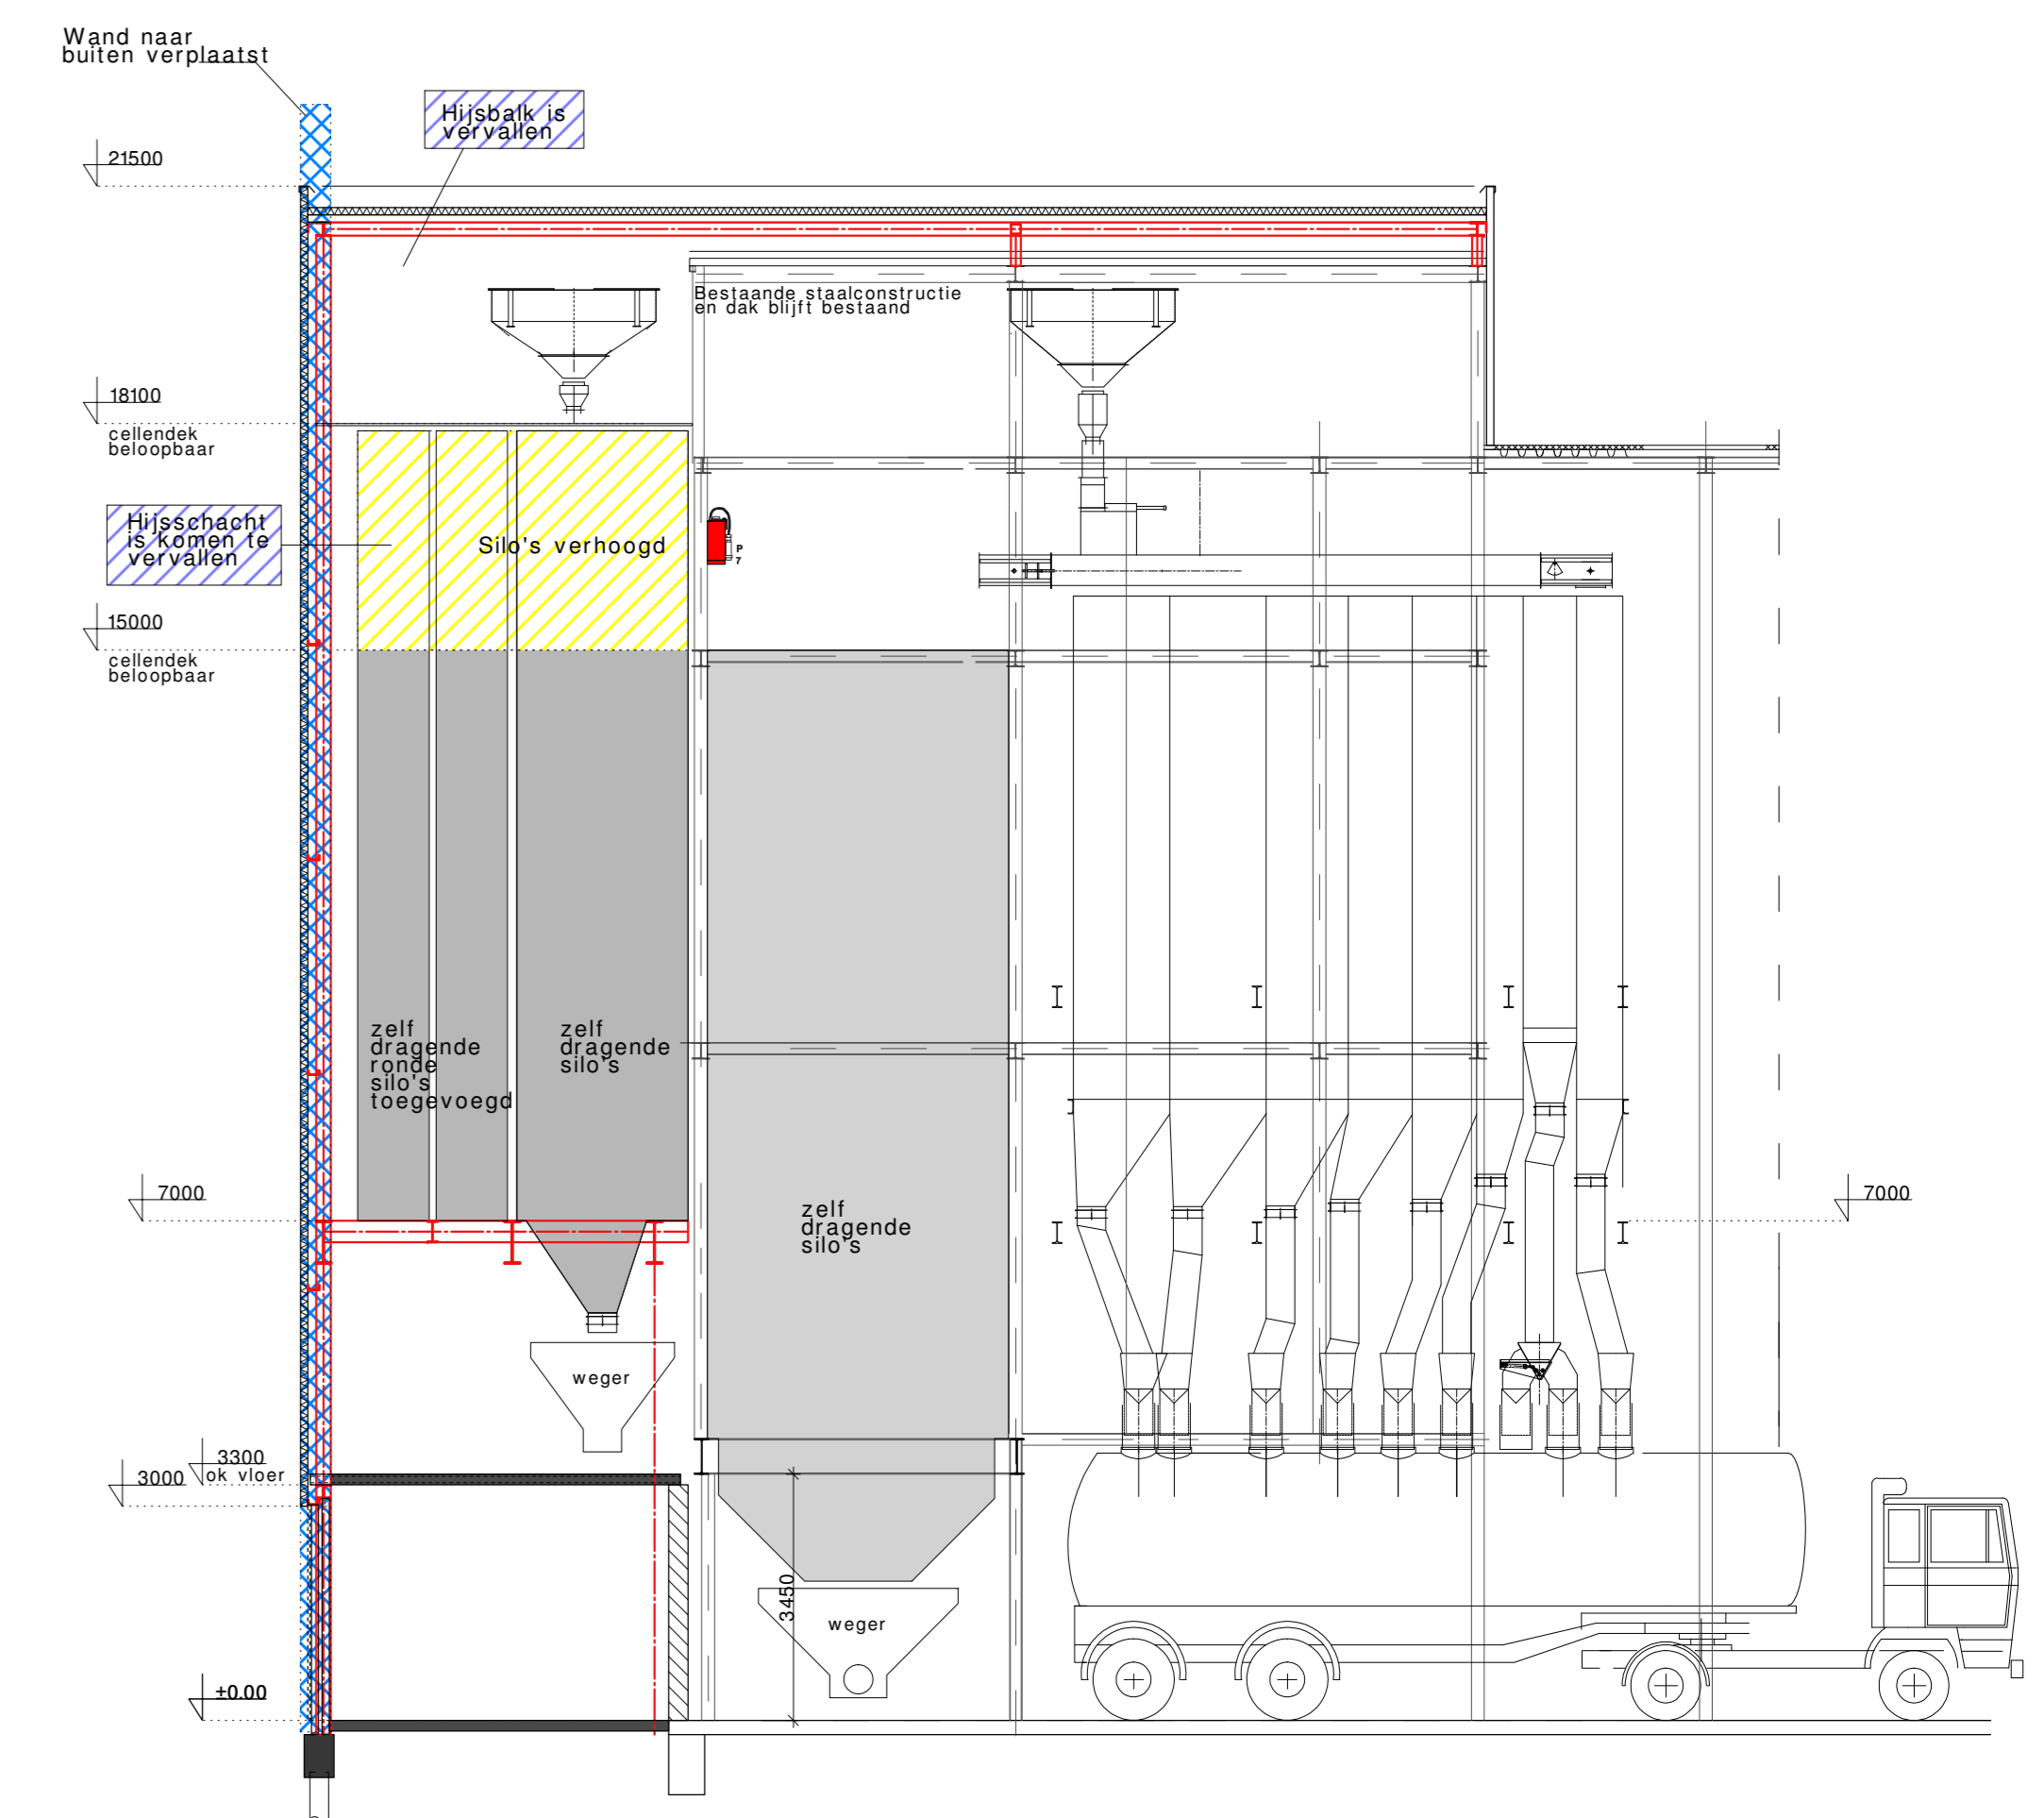 Wand naar
buiten verplaatst
Hijsbalk is
vervallen
21500
Bestaande staalconstructie
en dak blijft bestaand
18100
cellendek
beloopbaar
Hijsschacht
is komen te
vervallen
Silo's verhoogd
P
7
15000
cellendek
beloopbaar
zelf
dragende
ronde
silo's
toegevoegd
zelf
dragende
silo's
7000
zelf
dragende
silo's
7000
weger
3300
ok vloer
3000
3450
weger
±0.00